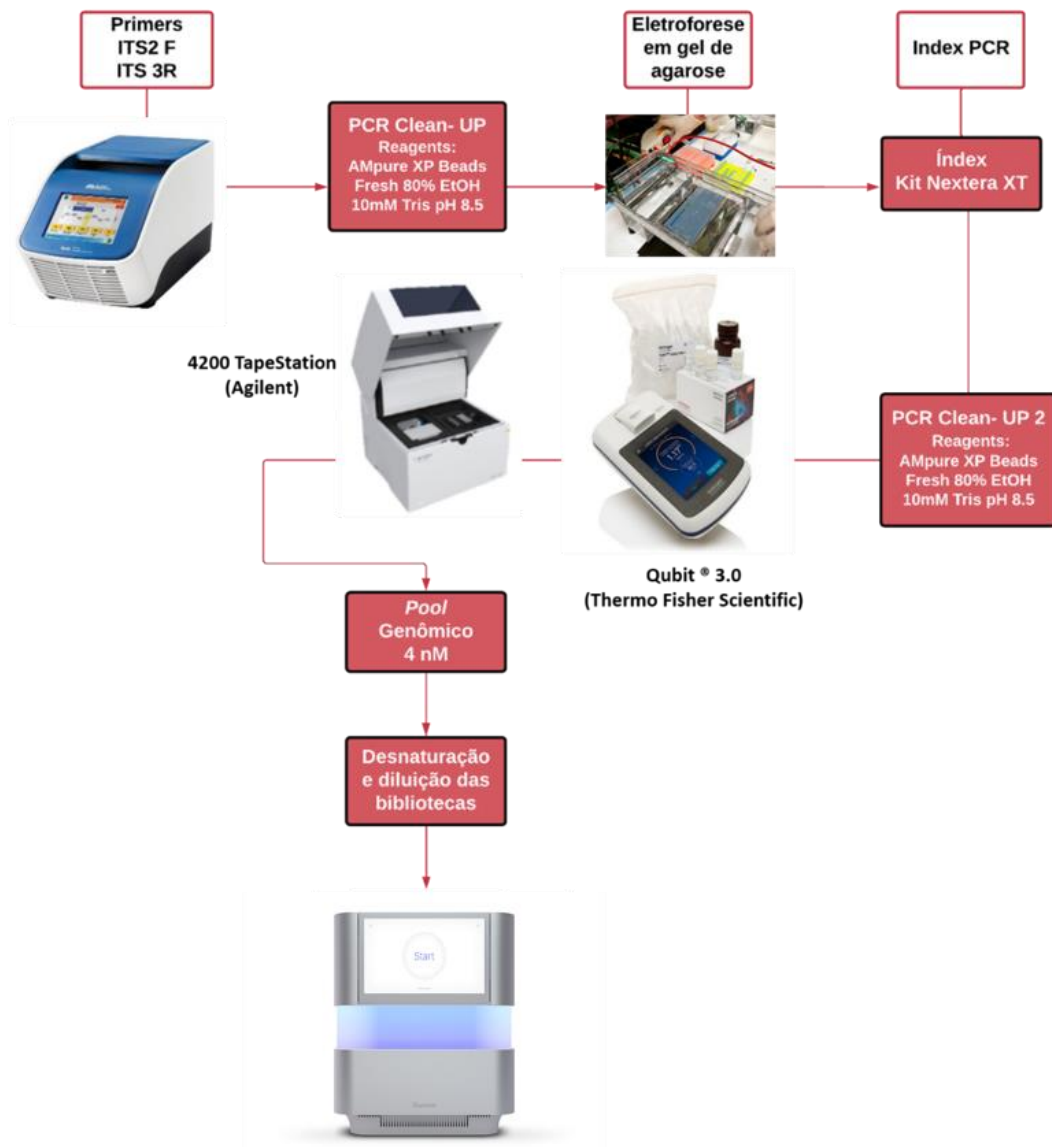 Primers
ITS2 F
ITS 3R
Eletroforese
em gel de
agarose
Index PCR
PCR Clean- UP
Reagents:
AMpure XP Beads
Fresh 80% EtOH
10mM Tris pH 8.5
Índex
Kit Nextera XT
4200 TapeStation
(Agilent)
PCR Clean- UP 2
Reagents:
AMpure XP Beads
Fresh 80% EtOH
10mM Tris pH 8.5
Qubit ® 3.0
(Thermo Fisher Scientific)
Pool
Genômico
4 nM
Desnaturação
e diluição das
bibliotecas
Start